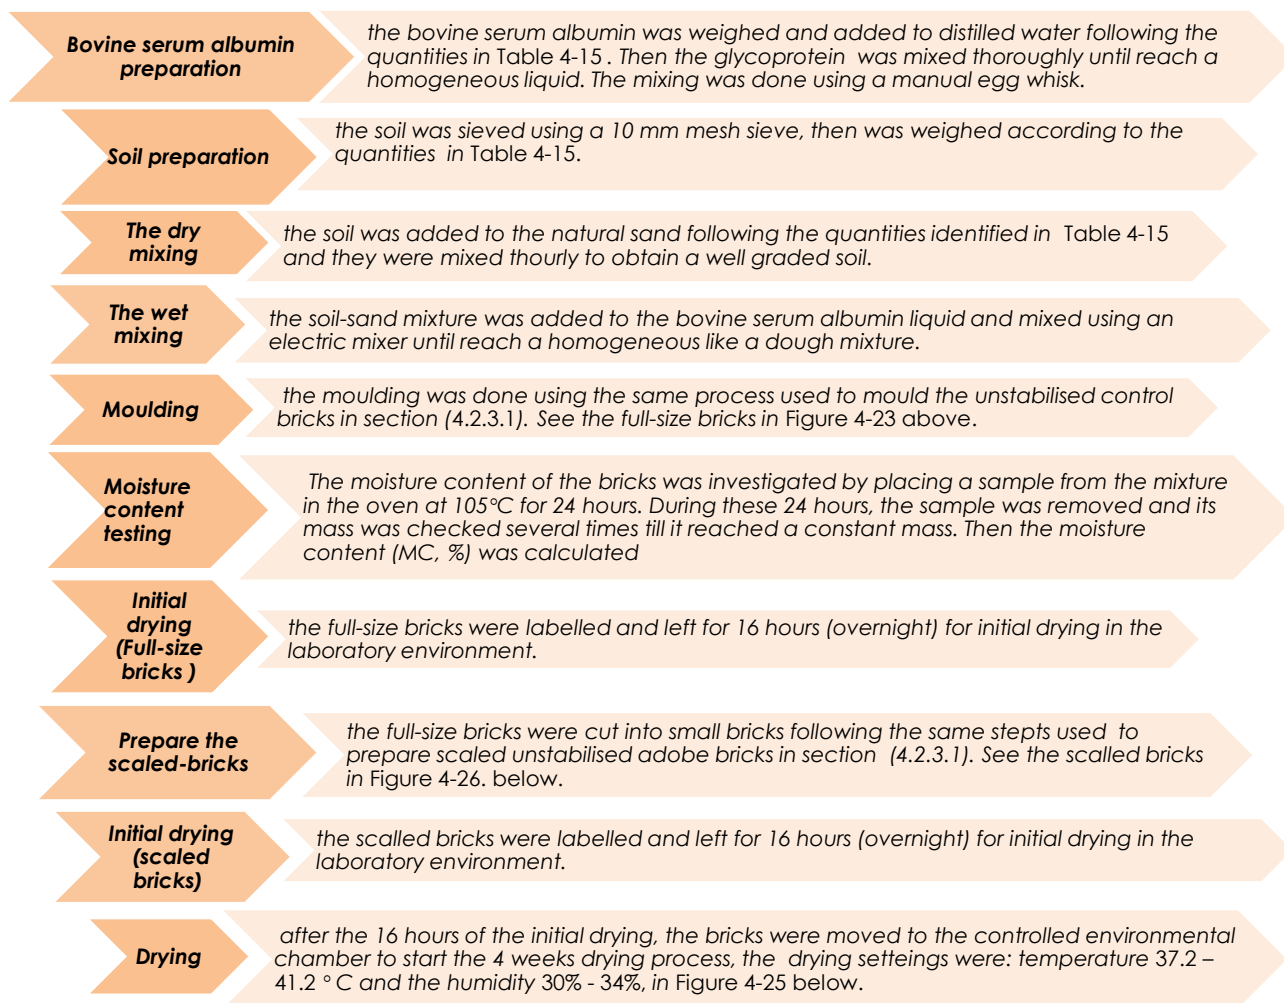 Bovine serum albumin
preparation
the bovine serum albumin was weighed and added to distilled water following the
quantities in Table 4-15 . Then the glycoprotein was mixed thoroughly until reach a
homogeneous liquid. The mixing was done using a manual egg whisk.
Soil preparation
the soil was sieved using a 10 mm mesh sieve, then was weighed according to the
quantities in Table 4-15.
The dry
mixing
the soil was added to the natural sand following the quantities identified in Table 4-15
and they were mixed thourly to obtain a well graded soil.
The wet
mixing
the soil-sand mixture was added to the bovine serum albumin liquid and mixed using an
electric mixer until reach a homogeneous like a dough mixture.
Moulding
the moulding was done using the same process used to mould the unstabilised control
bricks in section (4.2.3.1). See the full-size bricks in Figure 4-23 above.
Moisture
content
testing
The moisture content of the bricks was investigated by placing a sample from the mixture
in the oven at 105°C for 24 hours. During these 24 hours, the sample was removed and its
mass was checked several times till it reached a constant mass. Then the moisture
content (MC, %) was calculated
Initial
drying
(Full-size
bricks )
the full-size bricks were labelled and left for 16 hours (overnight) for initial drying in the
laboratory environment.
Prepare the
scaled-bricks
the full-size bricks were cut into small bricks following the same stepts used to
prepare scaled unstabilised adobe bricks in section (4.2.3.1). See the scalled bricks
in Figure 4-26. below.
Initial drying
(scaled
bricks)
the scalled bricks were labelled and left for 16 hours (overnight) for initial drying in the
laboratory environment.
Drying
after the 16 hours of the initial drying, the bricks were moved to the controlled environmental
chamber to start the 4 weeks drying process, the drying setteings were: temperature 37.2 –
41.2 ° C and the humidity 30% - 34%, in Figure 4-25 below.